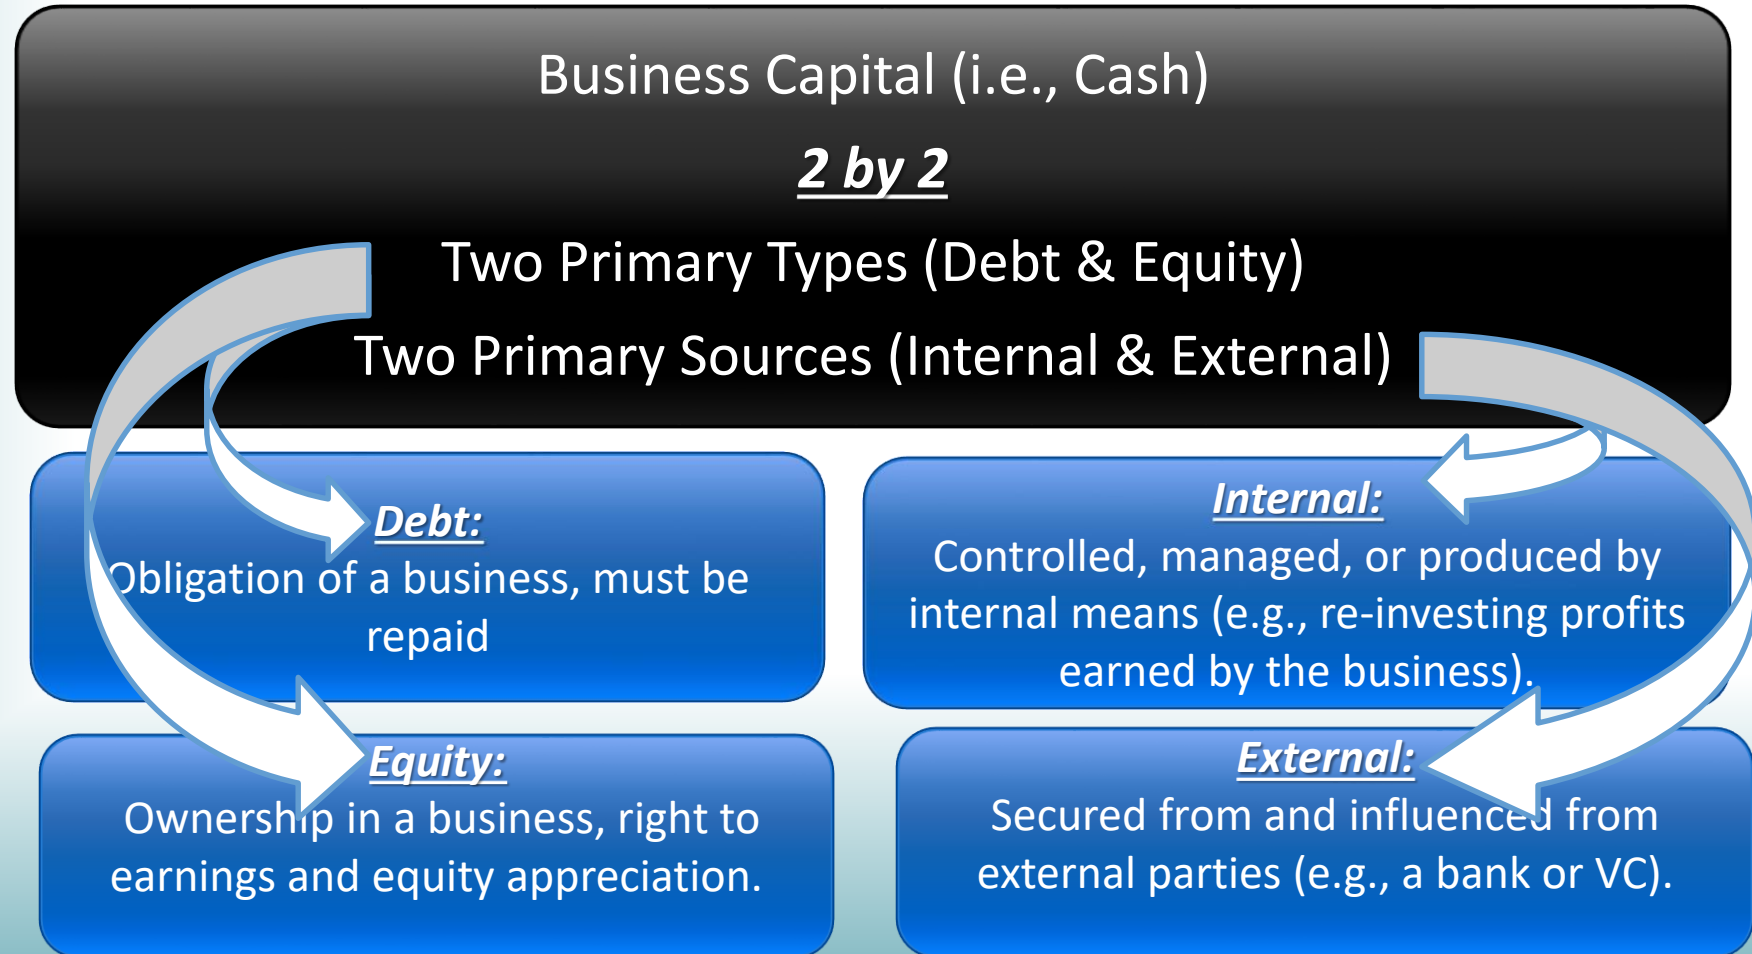 Business Capital (i.e., Cash)
2 by 2
Two Primary Types (Debt & Equity)
Two Primary Sources (Internal & External)
Debt:
Obligation of a business, must be
repaid
Internal:
Controlled, managed, or produced by
internal means (e.g., re-investing profits
earned by the business).
Equity:
Ownership in a business, right to
earnings and equity appreciation.
External:
Secured from and influenced from
external parties (e.g., a bank or VC).